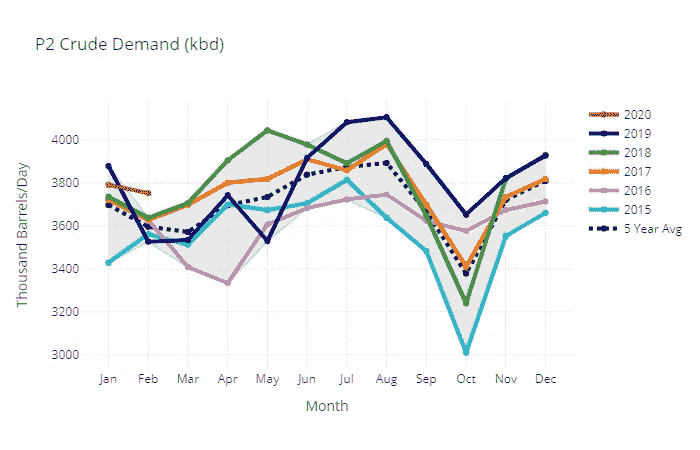 P2 Crude Demand (kbd)
Thousand Barrels/Day
4000
3800
3600
3400
3200
3000
Jan Feb Mar Apr May Jun Jul Aug Sep Oct Nov Dec
Month
2020
2019
2018
2017
2016
2015
5 Year Avg